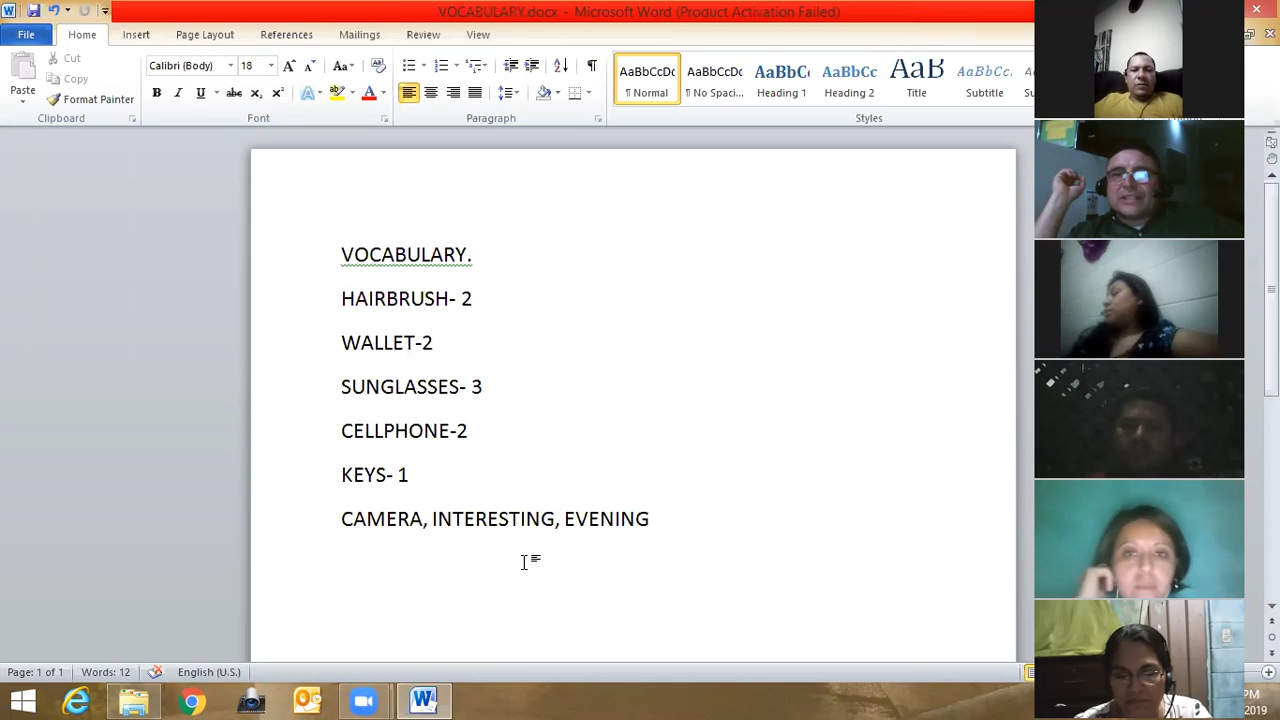 VOCABULARY.docx - Microsoft Word (Product Activation Failed)
File Home Insert Page Layout References Mailings Review View
Cut
Copy
Format Painter
Paste
Clipboard
Calibri (Body) 18
Font
Paragraph
AaBbCcDc AaBbCcDc AaBbC AaBbCc AaB AaBbCcL
¶ Normal ¶ No Spaci... Heading 1 Heading 2 Title Subtitle
Styles
VOCABULARY.
HAIRBRUSH- 2
WALLET-2
SUNGLASSES- 3
CELLPHONE-2
KEYS- 1
CAMERA, INTERESTING, EVENING
Page: 1 of 1 Words: 12 English (U.S.)